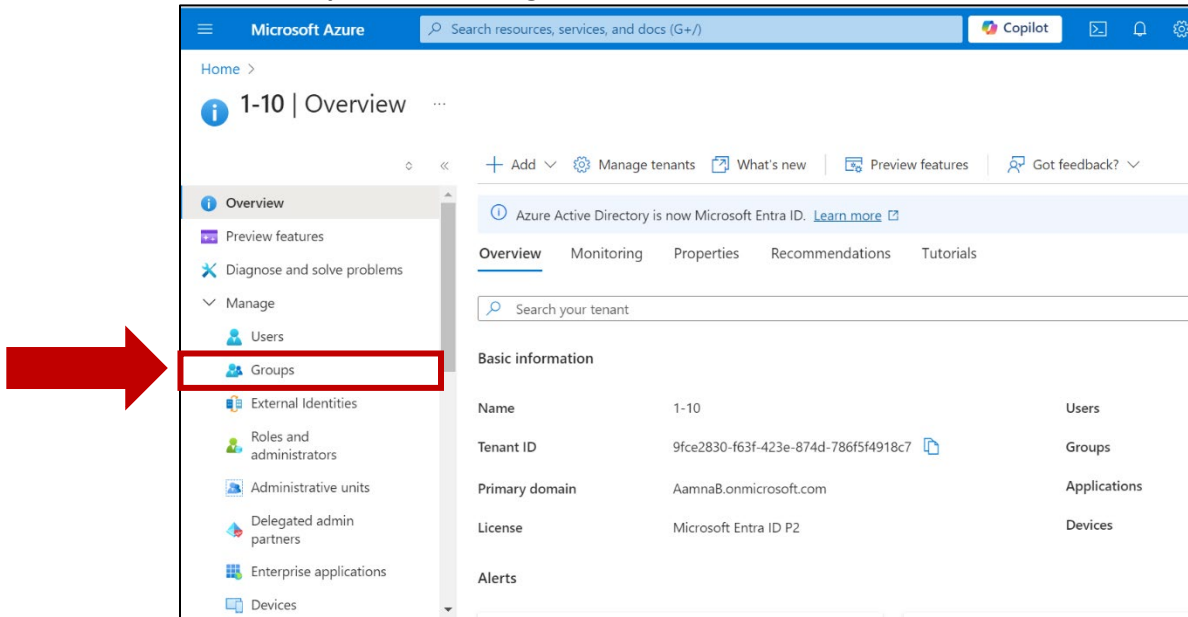 Microsoft Azure
Search resources, services, and docs (G+/)
Copilot
Home >
1-10 | Overview ...
+ Add
Manage tenants
What's new
Preview features
Got feedback?
Overview
Preview features
Diagnose and solve problems
Manage
Users
Groups
External Identities
Roles and
administrators
Administrative units
Delegated admin
partners
Enterprise applications
Devices
Azure Active Directory is now Microsoft Entra ID. Learn more
Overview Monitoring Properties Recommendations Tutorials
Search your tenant
Basic information
Name 1-10 Users
Tenant ID 9fce2830-f63f-423e-874d-786f5f4918c7 Groups
Primary domain AamnaB.onmicrosoft.com Applications
License Microsoft Entra ID P2 Devices
Alerts